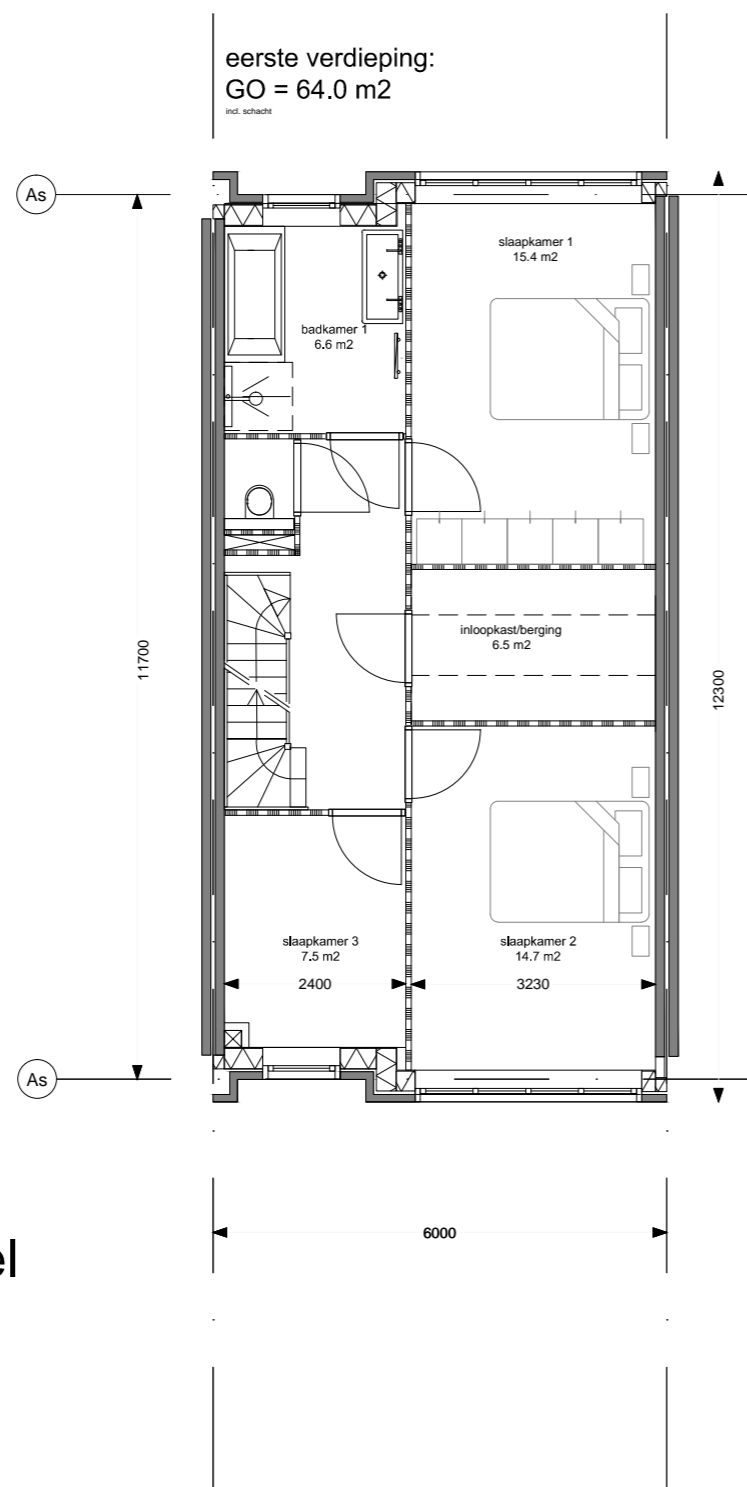 eerste verdieping:
GO = 64.0 m2
incl. schacht
As
slaapkamer 1
15.4 m2
badkamer 1
6.6 m2
inloopkast/berging
6.5 m2
11700
12300
slaapkamer 3
7.5 m2
slaapkamer 2
14.7 m2
2400
3230
As
6000
el